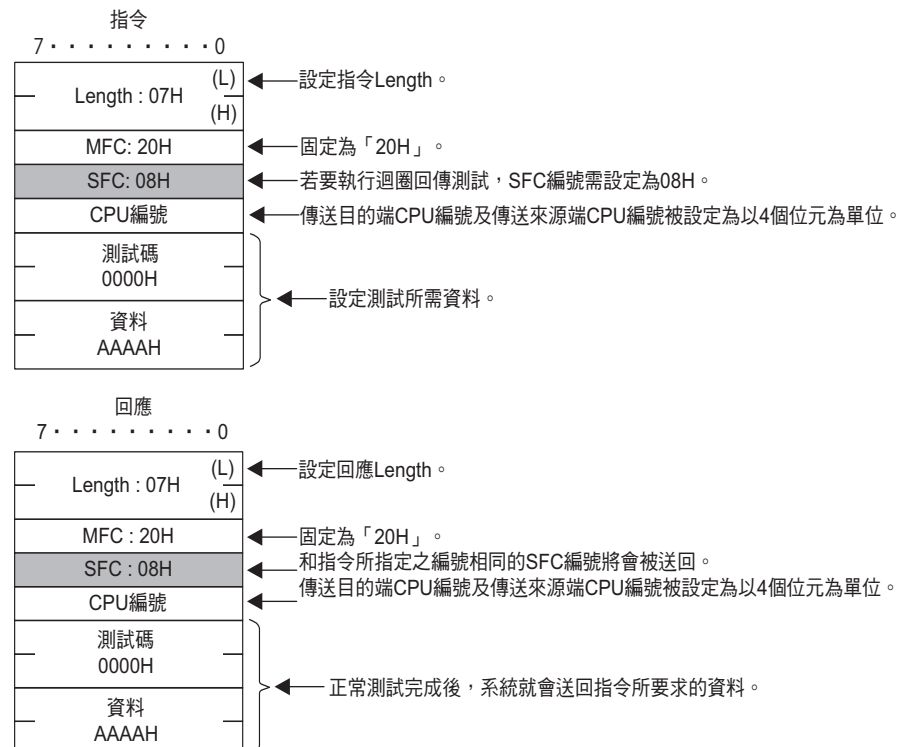 指令
7・・・・・・・・・0
Length : 07H
(L)
(H)
設定指令Length。
MFC: 20H
固定為「20H」。
SFC: 08H
若要執行迴圈回傳測試，SFC編號需設定為08H。
CPU編號
傳送目的端CPU編號及傳送來源端CPU編號被設定為以4個位元為單位。
測試碼
0000H
設定測試所需資料。
資料
AAAAH
回應
7・・・・・・・・・0
Length : 07H
(L)
(H)
設定回應Length。
MFC : 20H
固定為「20H」。
SFC : 08H
和指令所指定之編號相同的SFC編號將會被送回。
CPU編號
傳送目的端CPU編號及傳送來源端CPU編號被設定為以4個位元為單位。
測試碼
0000H
正常測試完成後，系統就會送回指令所要求的資料。
資料
AAAAH